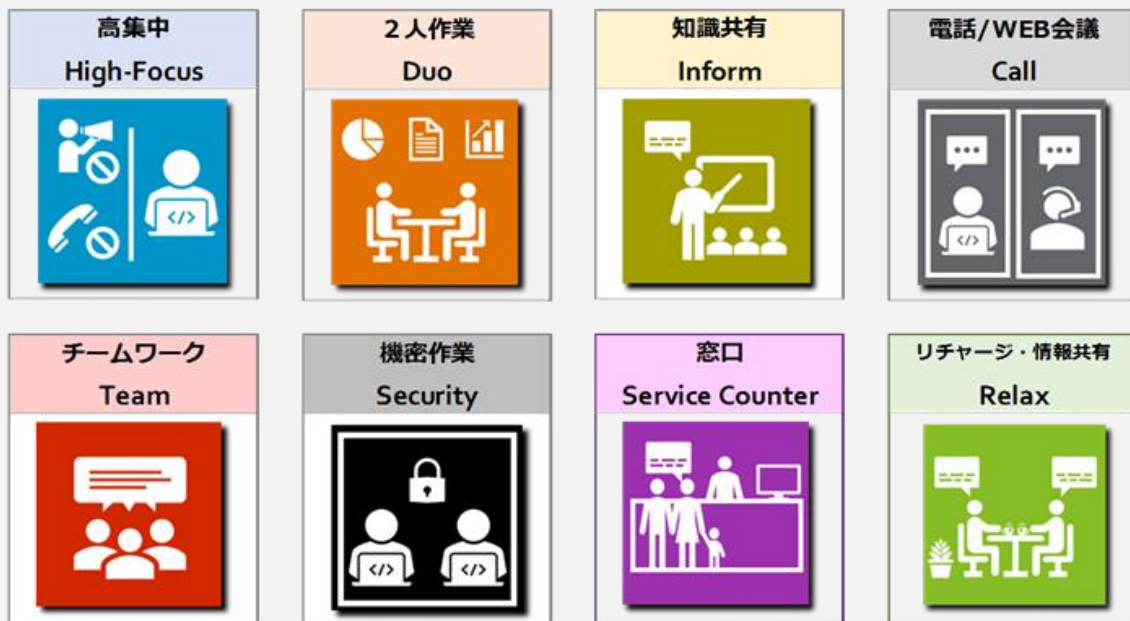 高集中
High-Focus
２人作業
Duo
知識共有
Inform
電話/WEB会議
Call
</>
</>
チームワーク
Team
機密作業
Security
窓口
Service Counter
リチャージ・情報共有
Relax
</>
</>